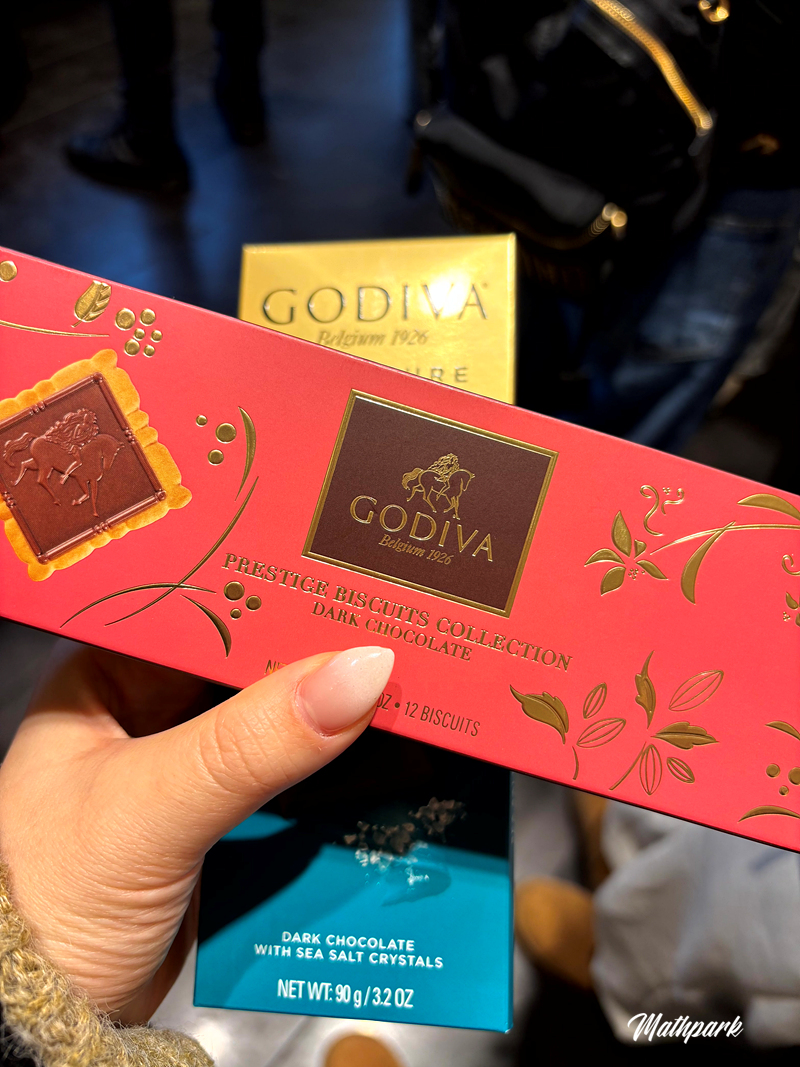 GODIVA
Belgium 1926
GODIVA
Belgium 1926
PRESTIGE BISCUITS COLLECTION
DARK CHOCOLATE
OZ • 12 BISCUITS
DARK CHOCOLATE
WITH SEA SALT CRYSTALS
NET WT: 90 g / 3.2 OZ
Mathpark